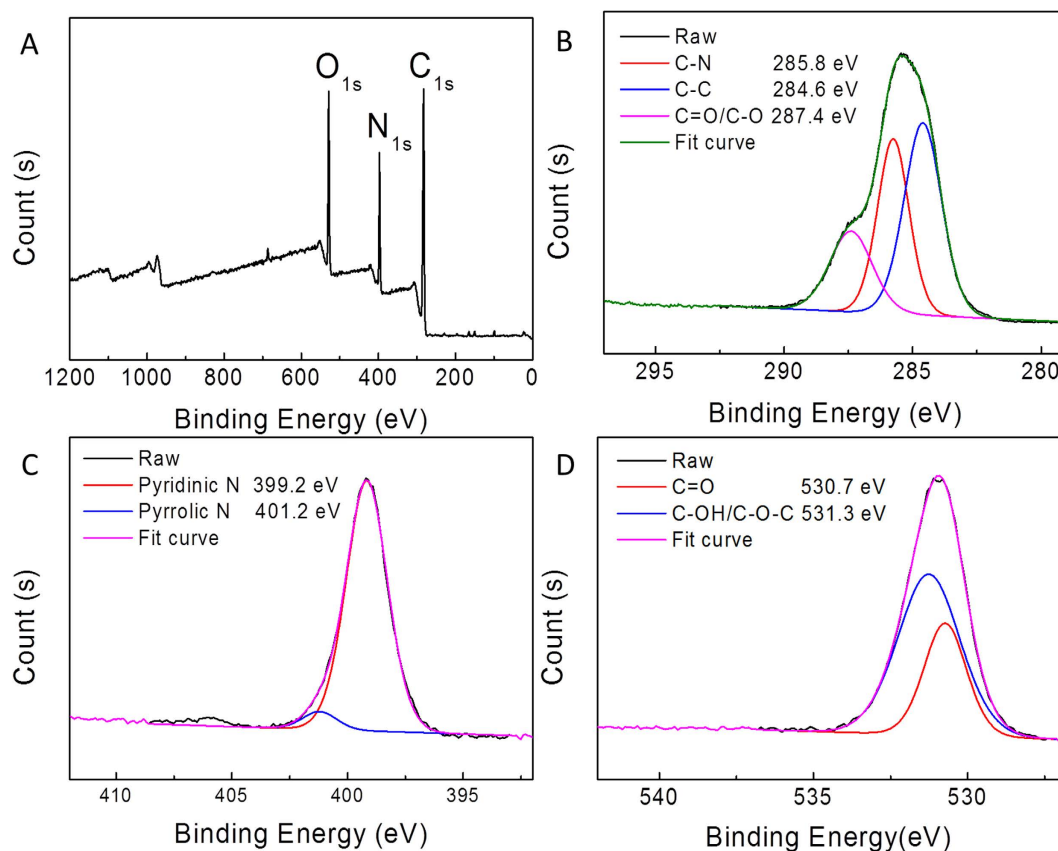 A
O1s
N1s
C1s
Count (s)
1200 1000 800 600 400 200 0
Binding Energy (eV)
B
Raw
C-N 285.8 eV
C-C 284.6 eV
C=O/C-O 287.4 eV
Fit curve
Count (s)
295 290 285 280
Binding Energy (eV)
C
Raw
Pyridinic N 399.2 eV
Pyrrolic N 401.2 eV
Fit curve
Count (s)
410 405 400 395
Binding Energy (eV)
D
Raw
C=O 530.7 eV
C-OH/C-O-C 531.3 eV
Fit curve
Count (s)
540 535 530
Binding Energy(eV)